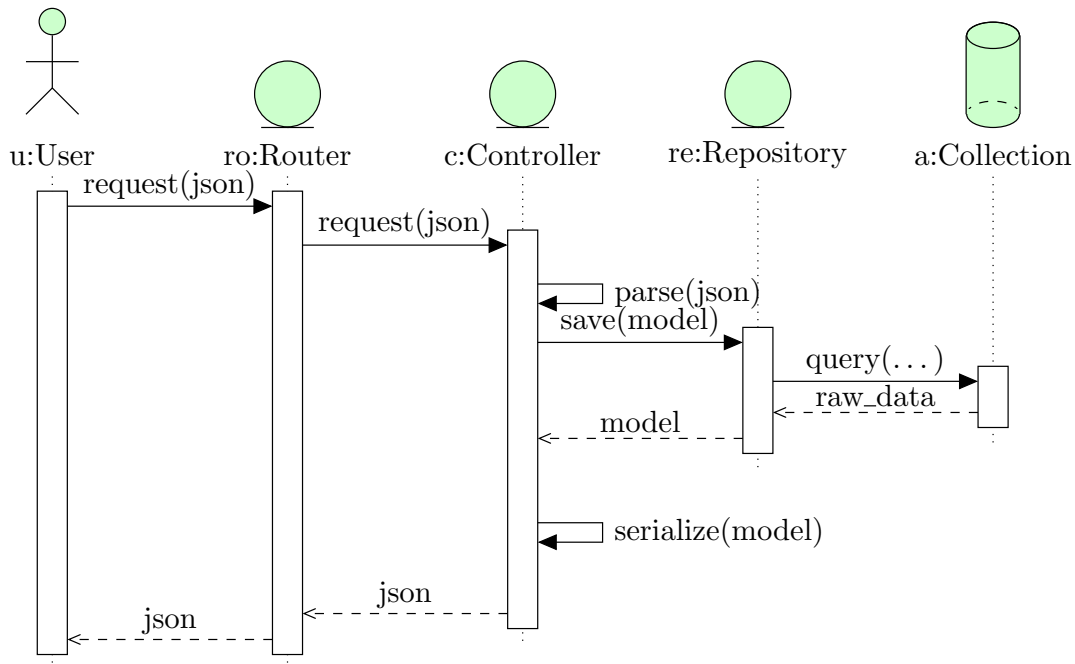 u:User
ro:Router
c:Controller
re:Repository
a:Collection
request(json)
request(json)
parse(json)
save(model)
query(...)
raw_data
model
serialize(model)
json
json